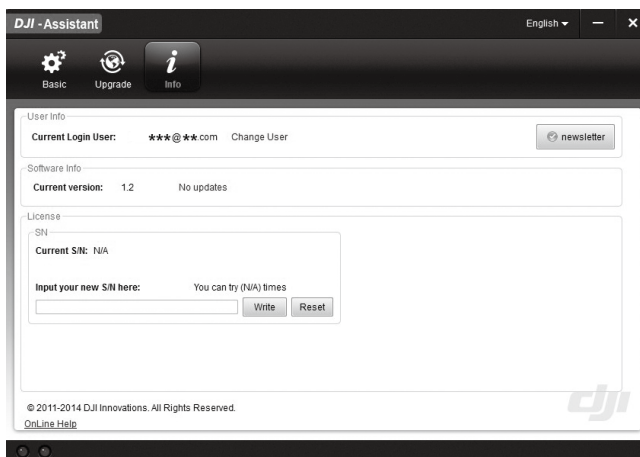 DJI - Assistant
English
Basic
Upgrade
Info
User Info
Current Login User: ***@**.com Change User
newsletter
Software Info
Current version: 1.2 No updates
License
SN
Current S/N: N/A
Input your new S/N here: You can try (N/A) times
Write Reset
dji
© 2011-2014 DJI Innovations. All Rights Reserved.
OnLine Help